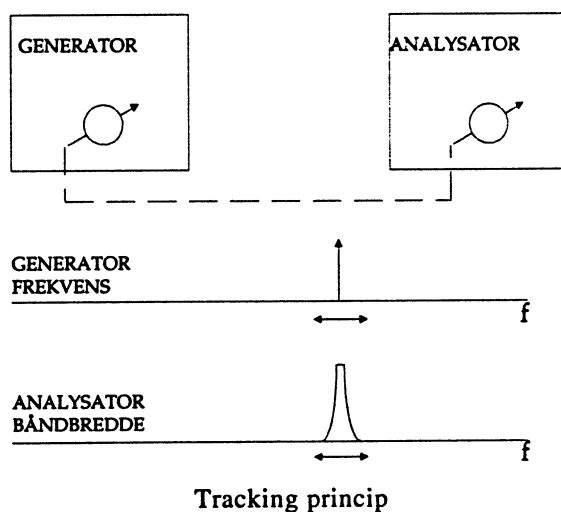 GENERATOR
ANALYSATOR
GENERATOR
FREKVENS
f
ANALYSATOR
BÅNDBREDDE
f
Tracking princip